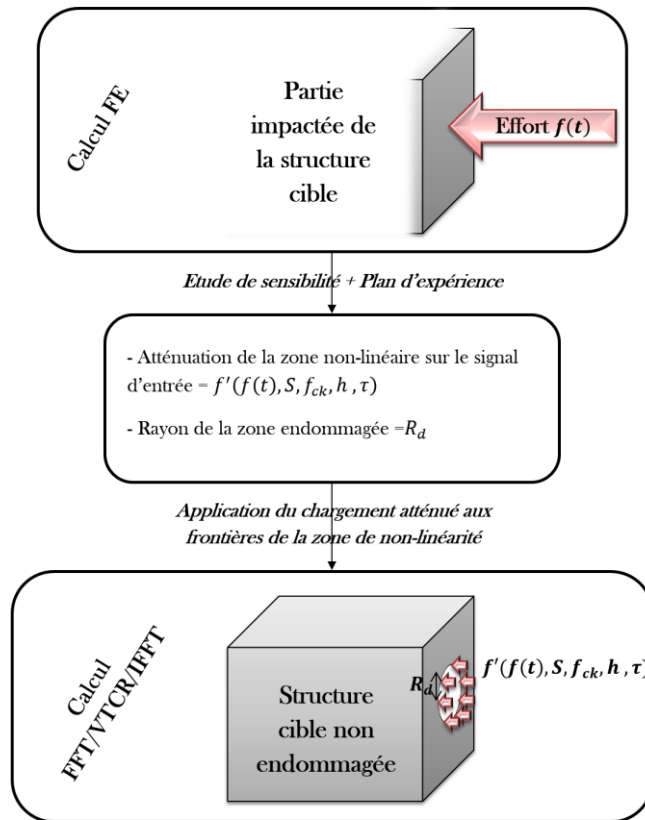 Calcul FE
Partie
impactée de
la structure
cible
Effort f(t)
Etude de sensibilité + Plan d'expérience
- Atténuation de la zone non-linéaire sur le signal
d'entrée = f'(f(t), S, f_ck, h , τ)
- Rayon de la zone endommagée =R_d
Application du chargement atténué aux
frontières de la zone de non-linéarité
Calcul
FFT/VTCR/IFFT
Structure
cible non
endommagée
R_d
f'(f(t), S, f_ck, h , τ)